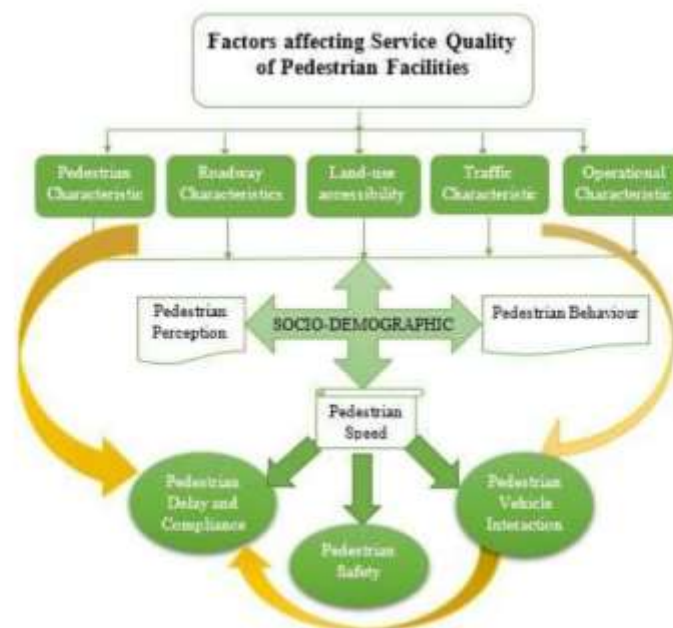 Factors affecting Service Quality
of Pedestrian Facilities
Pedestrian
Characteristic
Roadway
Characteristics
Land-use
accessibility
Traffic
Characteristic
Operational
Characteristic
Pedestrian
Perception
SOCIO-DEMOGRAPHIC
Pedestrian Behaviour
Pedestrian
Speed
Pedestrian
Delay and
Compliance
Pedestrian
Vehicle
Interaction
Pedestrian
Safety